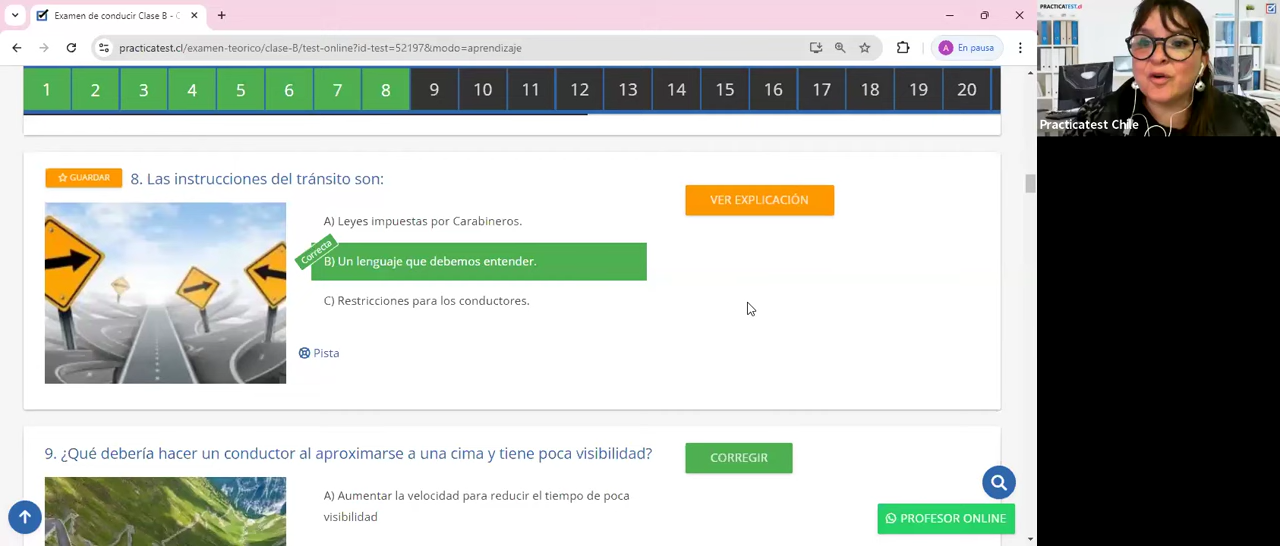 Examen de conducir Clase B - C
practicatest.cl/examen-teorico/clase-B/test-online?id-test=52197&modo=aprendizaje
A
En pausa
PRACTICATEST.cl
Practicatest Chile
1 2 3 4 5 6 7 8 9 10 11 12 13 14 15 16 17 18 19 20
GUARDAR
8. Las instrucciones del tránsito son:
VER EXPLICACIÓN
A) Leyes impuestas por Carabineros.
Correcta
B) Un lenguaje que debemos entender.
C) Restricciones para los conductores.
Pista
9. ¿Qué debería hacer un conductor al aproximarse a una cima y tiene poca visibilidad?
CORREGIR
A) Aumentar la velocidad para reducir el tiempo de poca
visibilidad
PROFESOR ONLINE